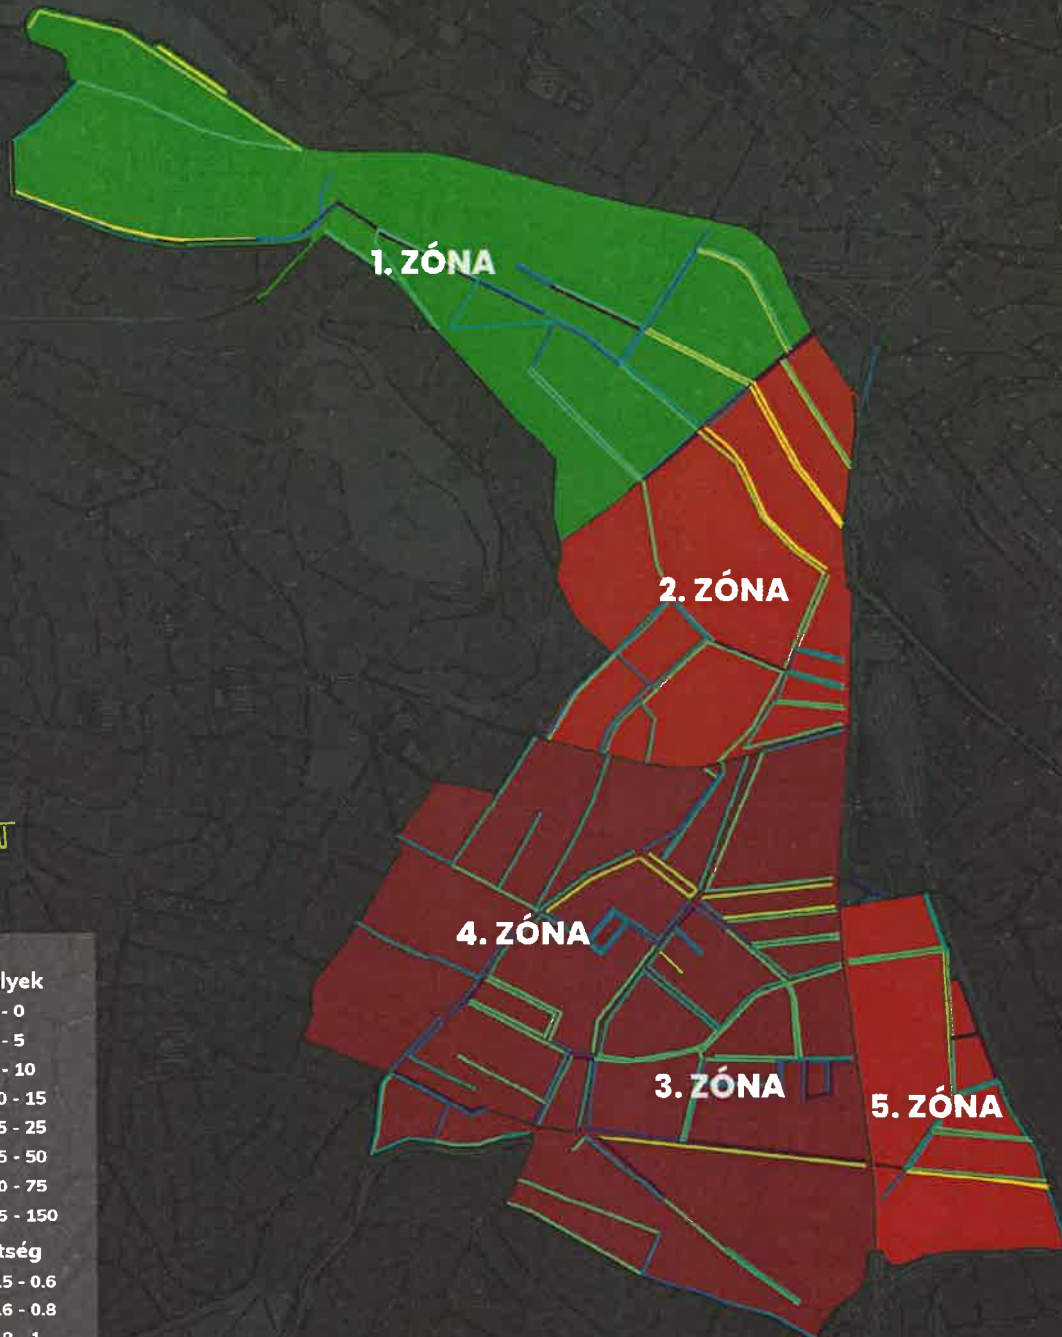 1. ZÓNA
2. ZÓNA
4. ZÓNA
3. ZÓNA
5. ZÓNA
lyek
- 0
- 5
- 10
0 - 15
5 - 25
5 - 50
0 - 75
5 - 150
tség
.5 - 0.6
.6 - 0.8